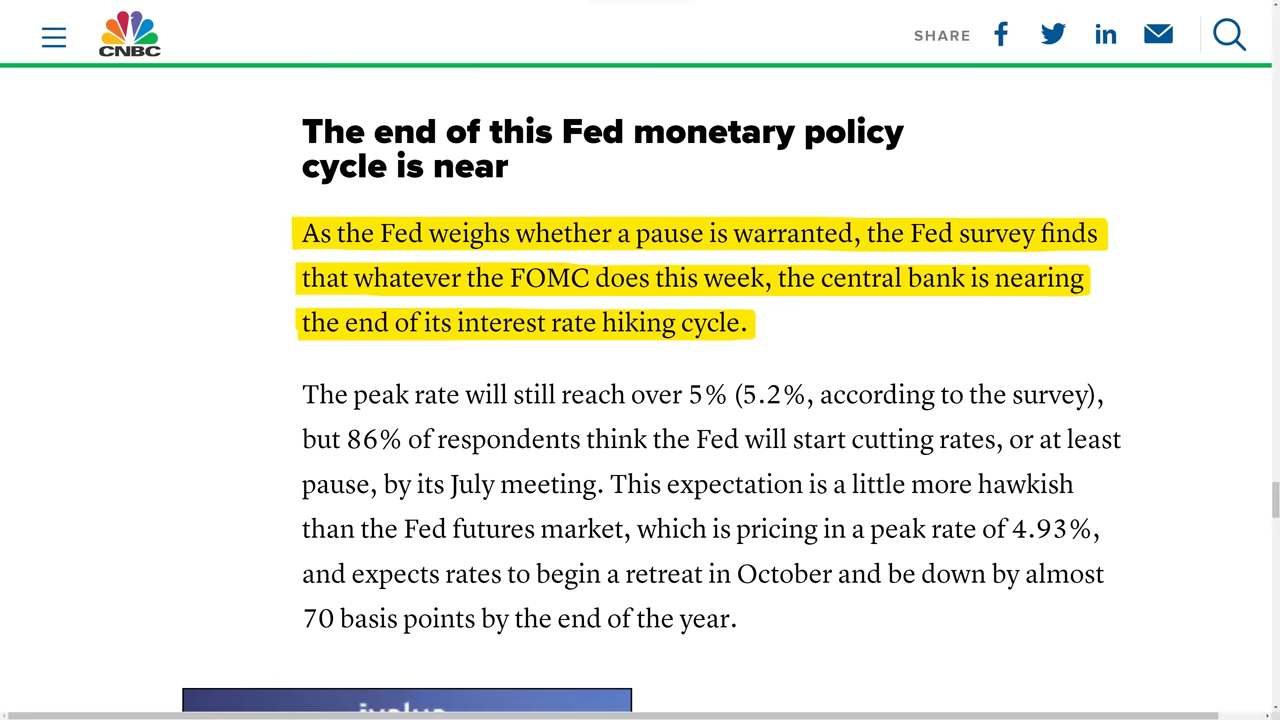 CNBC
SHARE
The end of this Fed monetary policy
cycle is near
As the Fed weighs whether a pause is warranted, the Fed survey finds
that whatever the FOMC does this week, the central bank is nearing
the end of its interest rate hiking cycle.
The peak rate will still reach over 5% (5.2%, according to the survey),
but 86% of respondents think the Fed will start cutting rates, or at least
pause, by its July meeting. This expectation is a little more hawkish
than the Fed futures market, which is pricing in a peak rate of 4.93%,
and expects rates to begin a retreat in October and be down by almost
70 basis points by the end of the year.